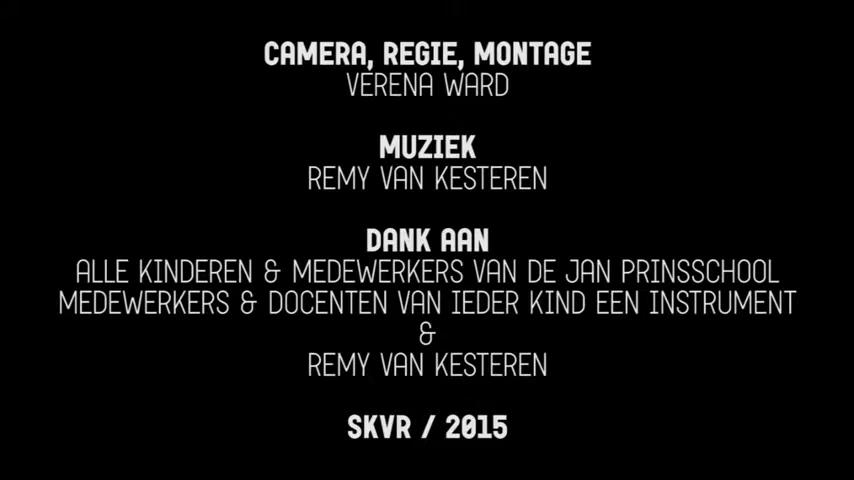 CAMERA, REGIE, MONTAGE
VERENA WARD
MUZIEK
REMY VAN KESTEREN
DANK AAN
ALLE KINDEREN & MEDEWERKERS VAN DE JAN PRINSSCHOOL
MEDEWERKERS & DOCENTEN VAN IEDER KIND EEN INSTRUMENT
&
REMY VAN KESTEREN
SKVR / 2015